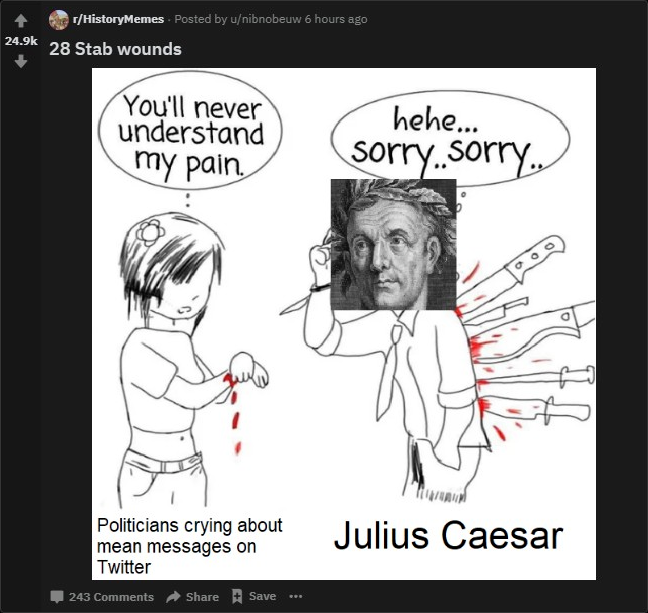 r/HistoryMemes · Posted by u/nibnobeuw 6 hours ago
24.9k
28 Stab wounds
You'll never
understand
my pain.
hehe...
sorry..sorry..
Politicians crying about
mean messages on
Twitter
Julius Caesar
243 Comments Share Save ...